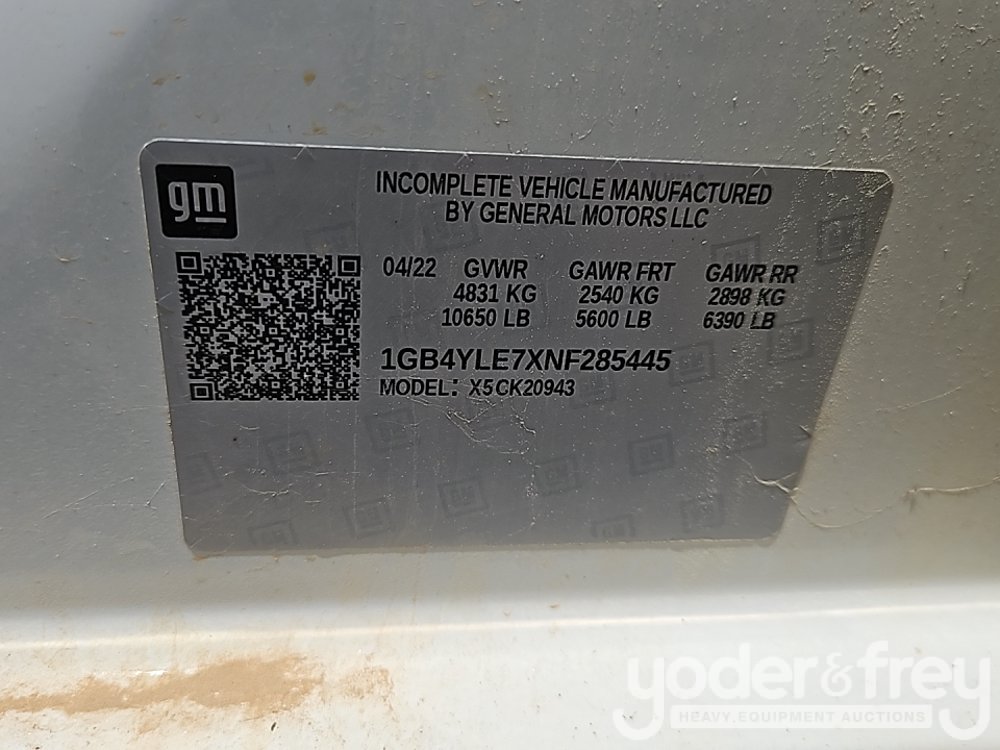 gm
INCOMPLETE VEHICLE MANUFACTURED
BY GENERAL MOTORS LLC
04/22 GVWR GAWR FRT GAWR RR
4831 KG 2540 KG 2898 KG
10650 LB 5600 LB 6390 LB
1GB4YLE7XNF285445
MODEL: X5CK20943
yoder&frey
HEAVY EQUIPMENT AUCTIONS